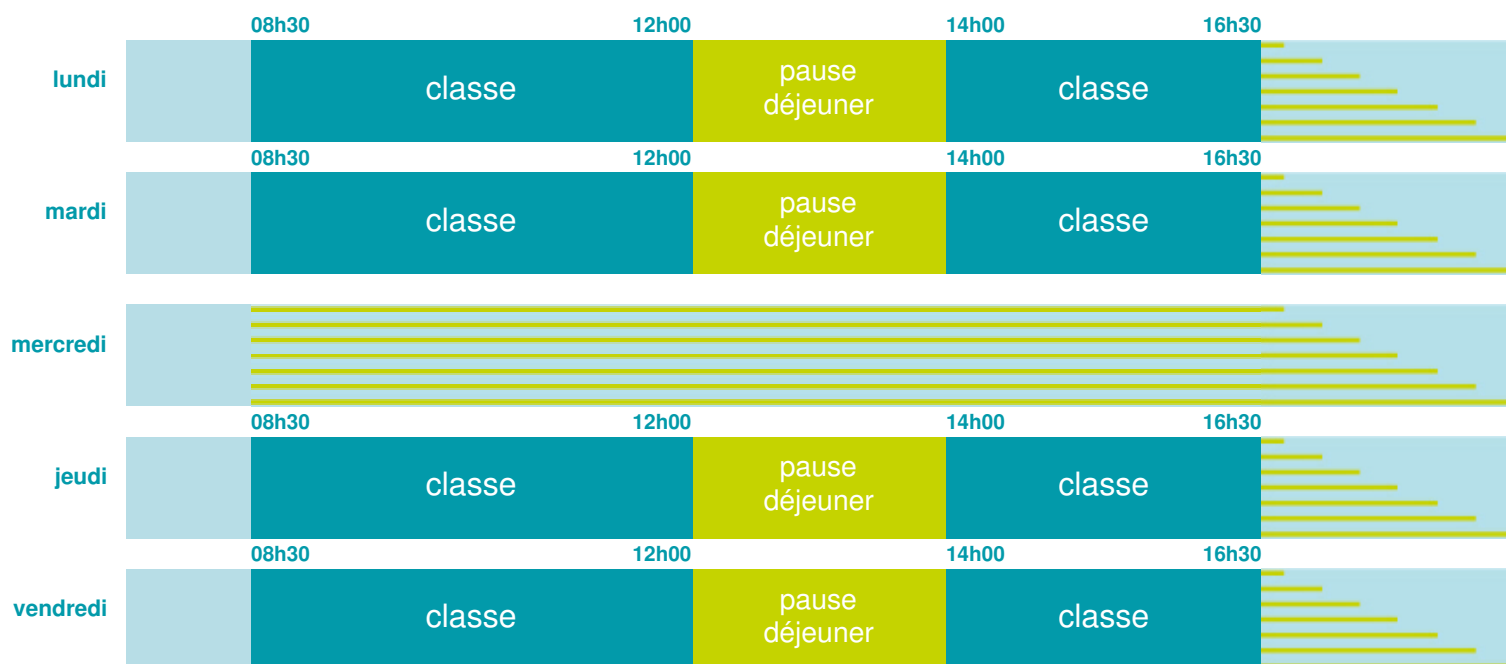 08h30 12h00 14h00 16h30
lundi classe pause déjeuner classe
08h30 12h00 14h00 16h30
mardi classe pause déjeuner classe
mercredi
08h30 12h00 14h00 16h30
jeudi classe pause déjeuner classe
08h30 12h00 14h00 16h30
vendredi classe pause déjeuner classe